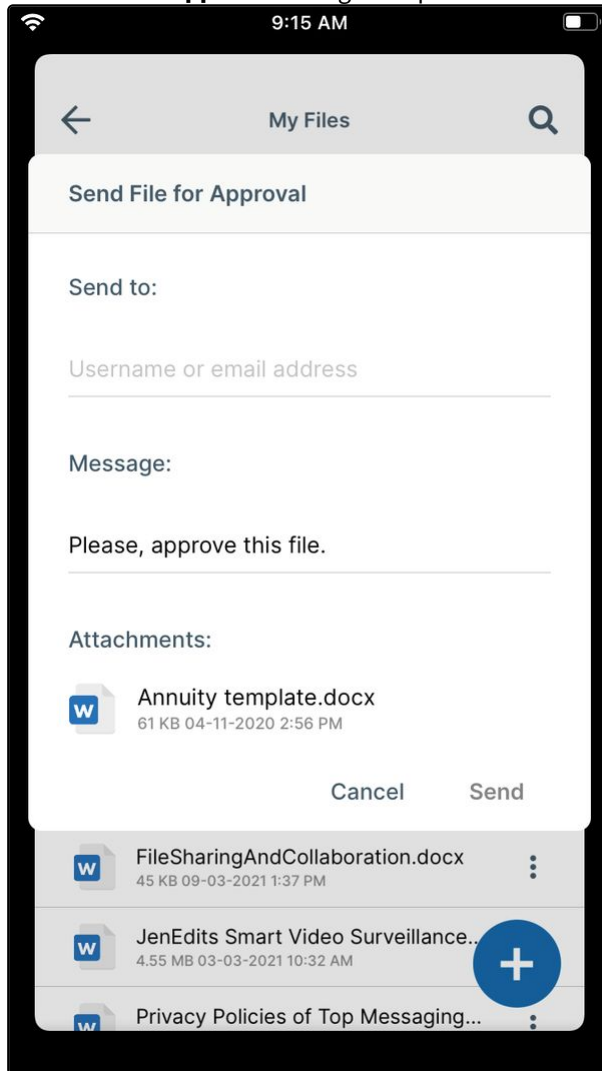 9:15 AM
My Files
Send File for Approval
Send to:
Username or email address
Message:
Please, approve this file.
Attachments:
W
Annuity template.docx
61 KB 04-11-2020 2:56 PM
Cancel Send
W
FileSharingAndCollaboration.docx
45 KB 09-03-2021 1:37 PM
W
JenEdits Smart Video Surveillance..
4.55 MB 03-03-2021 10:32 AM
W
Privacy Policies of Top Messaging...